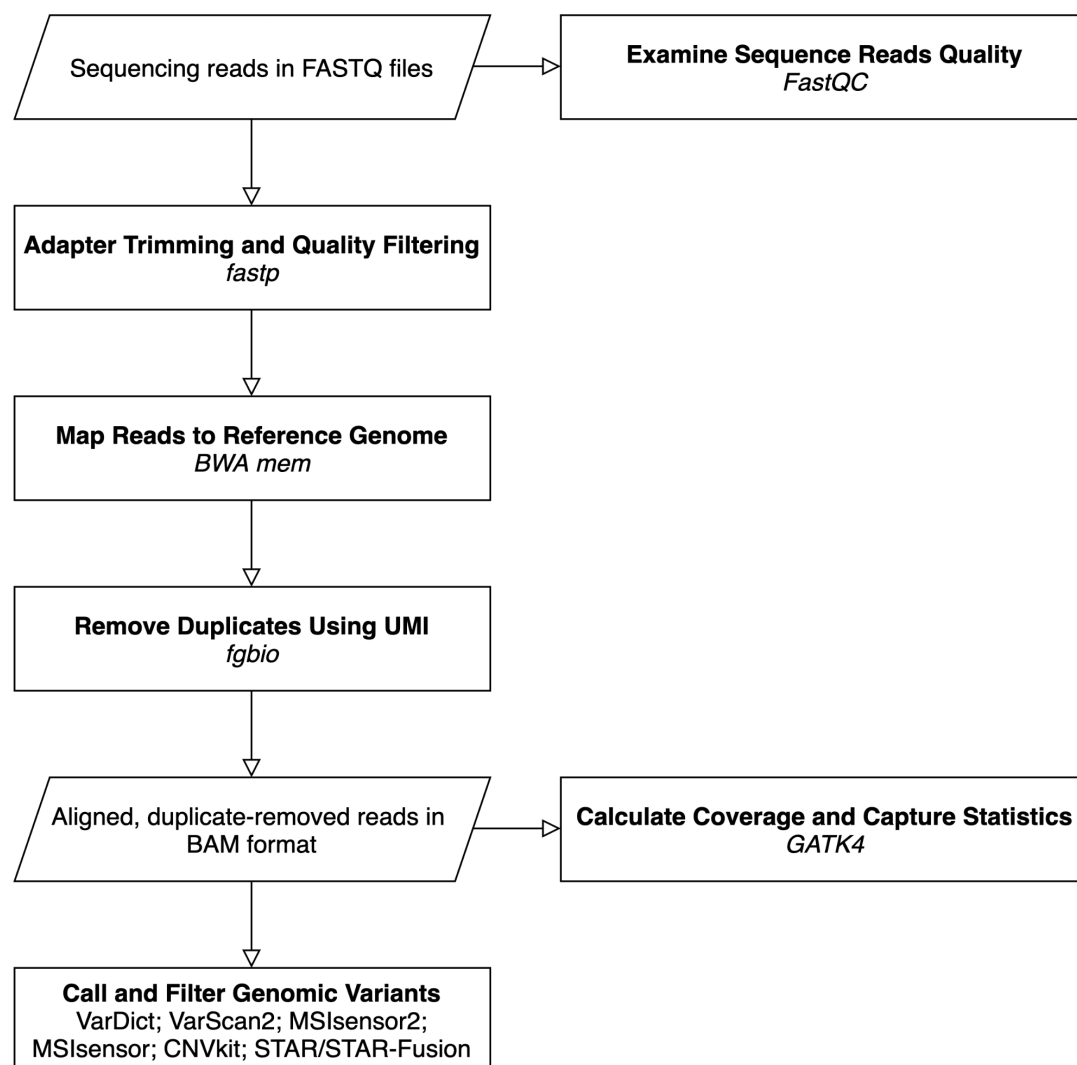 Sequencing reads in FASTQ files
Examine Sequence Reads Quality
FastQC
Adapter Trimming and Quality Filtering
fastp
Map Reads to Reference Genome
BWA mem
Remove Duplicates Using UMI
fgbio
Aligned, duplicate-removed reads in
BAM format
Calculate Coverage and Capture Statistics
GATK4
Call and Filter Genomic Variants
VarDict; VarScan2; MSIsensor2;
MSIsensor; CNVkit; STAR/STAR-Fusion